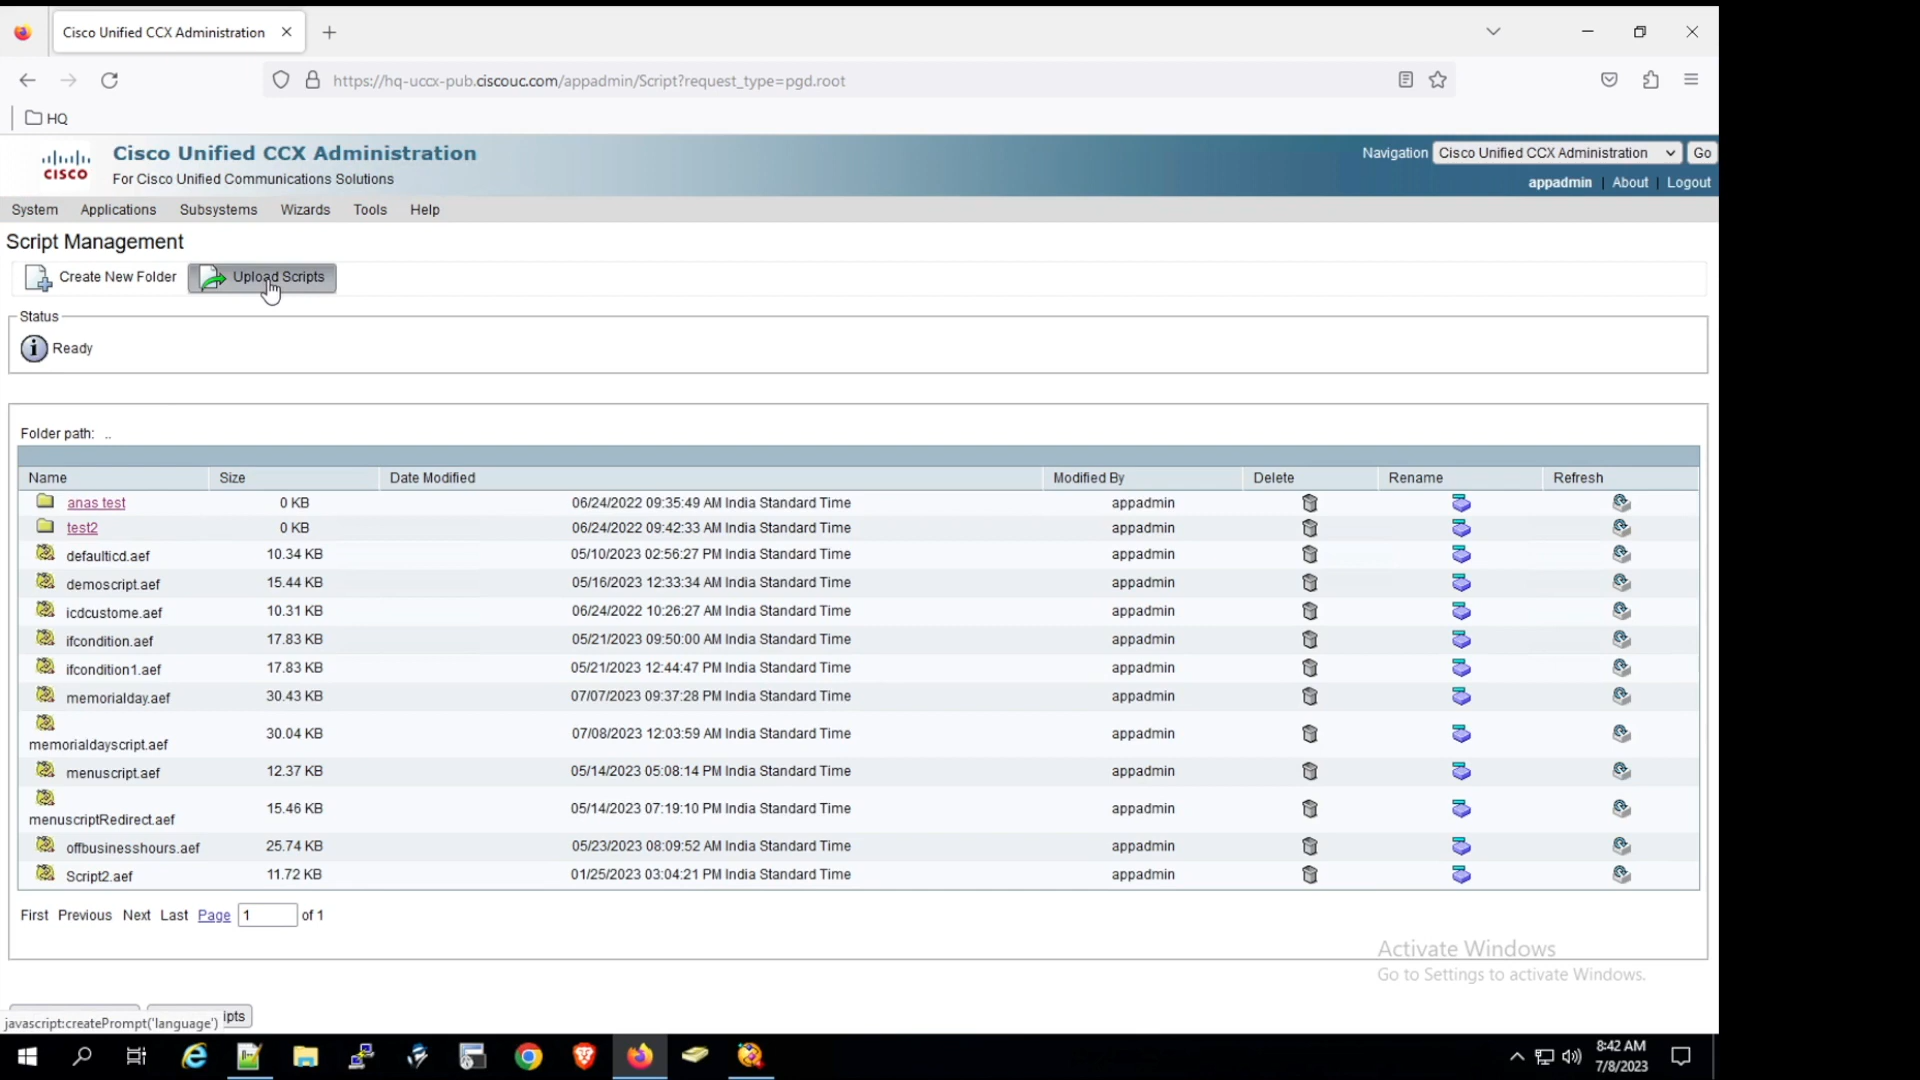 Cisco Unified CCX Administration
https://hq-uccx-pub.ciscouc.com/appadmin/Script?request_type=pgd.root
HQ
CISCO
Cisco Unified CCX Administration
For Cisco Unified Communications Solutions
Navigation Cisco Unified CCX Administration Go
appadmin | About | Logout
System Applications Subsystems Wizards Tools Help
Script Management
Create New Folder Upload Scripts
Status
Ready
Folder path: ..
Name Size Date Modified Modified By Delete Rename Refresh
anas test 0 KB 06/24/2022 09:35:49 AM India Standard Time appadmin
test2 0 KB 06/24/2022 09:42:33 AM India Standard Time appadmin
defaulticd.aef 10.34 KB 05/10/2023 02:56:27 PM India Standard Time appadmin
demoscript.aef 15.44 KB 05/16/2023 12:33:34 AM India Standard Time appadmin
icdcustome.aef 10.31 KB 06/24/2022 10:26:27 AM India Standard Time appadmin
ifcondition.aef 17.83 KB 05/21/2023 09:50:00 AM India Standard Time appadmin
ifcondition1.aef 17.83 KB 05/21/2023 12:44:47 PM India Standard Time appadmin
memorialday.aef 30.43 KB 07/07/2023 09:37:28 PM India Standard Time appadmin
memorialdayscript.aef 30.04 KB 07/08/2023 12:03:59 AM India Standard Time appadmin
menuscript.aef 12.37 KB 05/14/2023 05:08:14 PM India Standard Time appadmin
menuscriptRedirect.aef 15.46 KB 05/14/2023 07:19:10 PM India Standard Time appadmin
offbusinesshours.aef 25.74 KB 05/23/2023 08:09:52 AM India Standard Time appadmin
Script2.aef 11.72 KB 01/25/2023 03:04:21 PM India Standard Time appadmin
First Previous Next Last Page 1 of 1
Activate Windows
Go to Settings to activate Windows.
ipts
javascript:createPrompt('language')
8:42 AM
7/8/2023